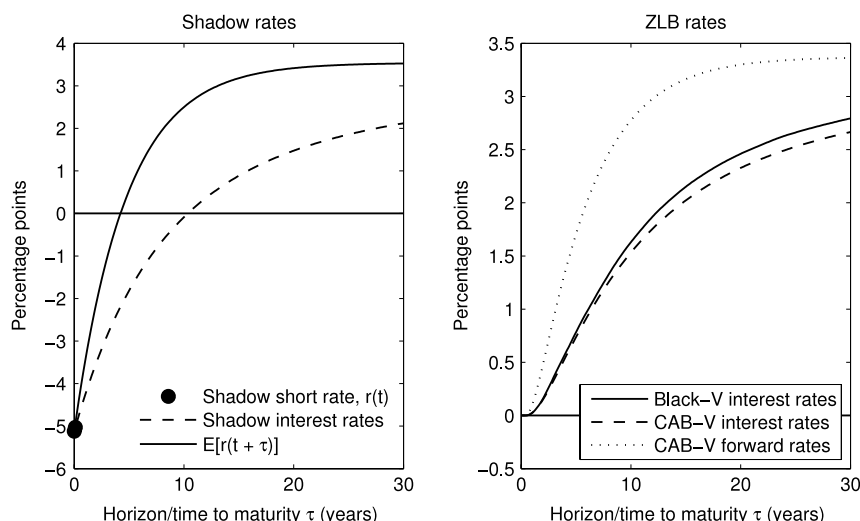 Shadow rates
4
3
2
1
0
-1
-2
-3
-4
-5
-6
Percentage points
Shadow short rate, r(t)
Shadow interest rates
E[r(t + τ)]
0 10 20 30
Horizon/time to maturity τ (years)
ZLB rates
3.5
3
2.5
2
1.5
1
0.5
0
-0.5
Percentage points
Black-V interest rates
CAB-V interest rates
CAB-V forward rates
0 10 20 30
Horizon/time to maturity τ (years)